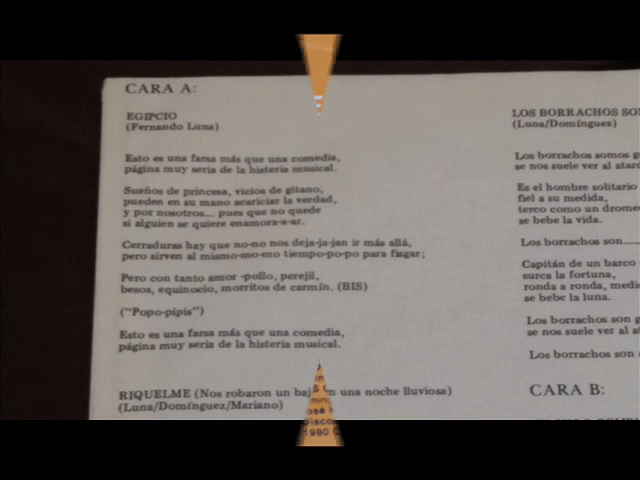 CARA A:
EGIPCIO
(Fernando Luna)
Esto es una farsa más que una comedia,
página muy seria de la histeria musical.
Sueños de princesa, vicios de gitano,
pueden en su mano acariciar la verdad,
y por nosotros... pues que no quede
si alguien se quiere enamora-a-ar.
Cerraduras hay que no-no nos deja-ja-jan ir más allá,
pero sirven al mismo-mo-mo tiempo-po-po para fisgar;
Pero con tanto amor -pollo, perejil,
besos, equinocio, morritos de carmín. (BIS)
("Popo-pipis")
Esto es una farsa más que una comedia,
página muy seria de la histeria musical.
RIQUELME (Nos robaron un una noche lluviosa)
(Luna/Domínguez/Mariano)
LOS BORRACHOS
(Luna/Domínguez)
Los borrachos somos
se nos suele ver al
Es el hombre solitario
fiel a su medida,
terco como un
se bebe la vida.
Los borrachos son....
Capitán de un barco
surca la fortuna,
ronda a ronda,
se bebe la luna.
Los borrachos son
se nos suele ver al
Los borrachos son
CARA B:
1980